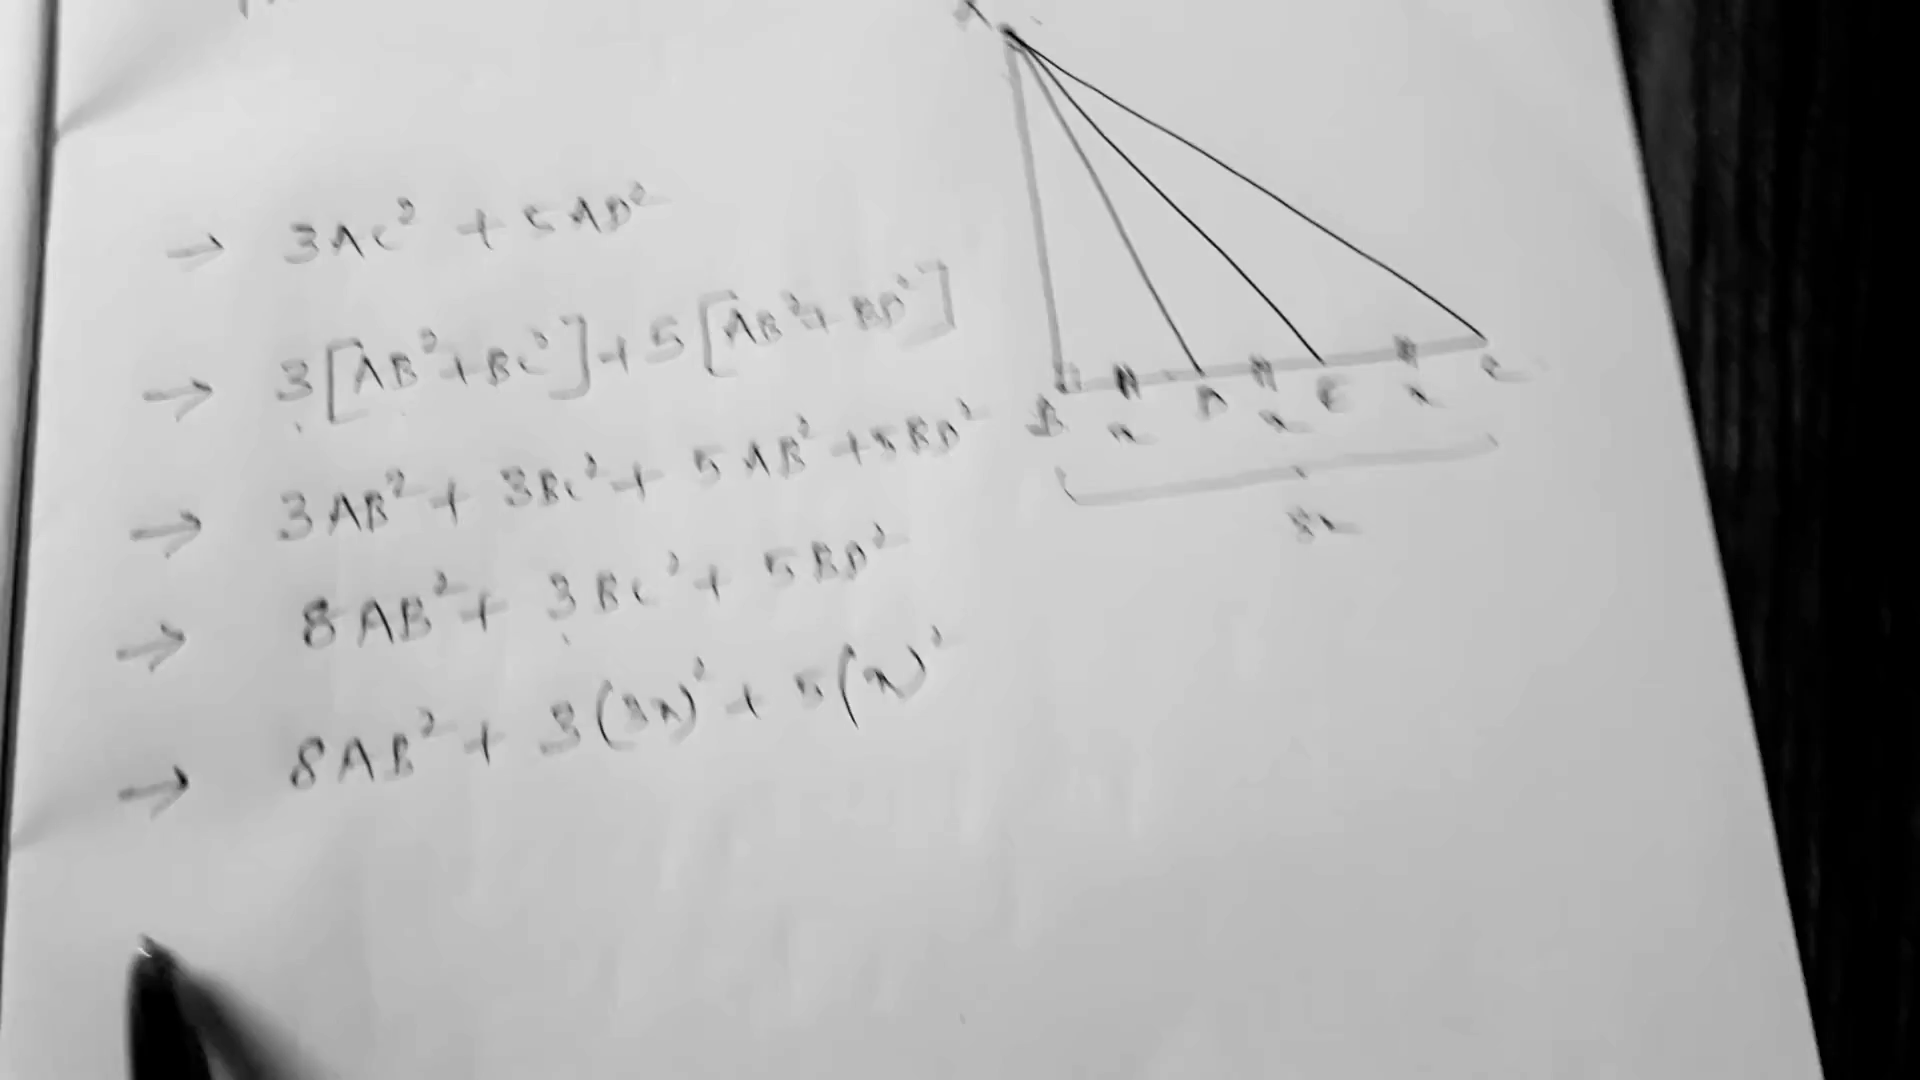 → 3AC² + 5AD²
→ 3[AB²+BC²]+5[AB²+BD²]
→ 3AB² + 3BC² + 5AB² + 5BD²
→ 8AB² + 3BC² + 5BD²
→ 8AB² + 3(3x)² + 5(x)²
A
B x D x E x C
3x